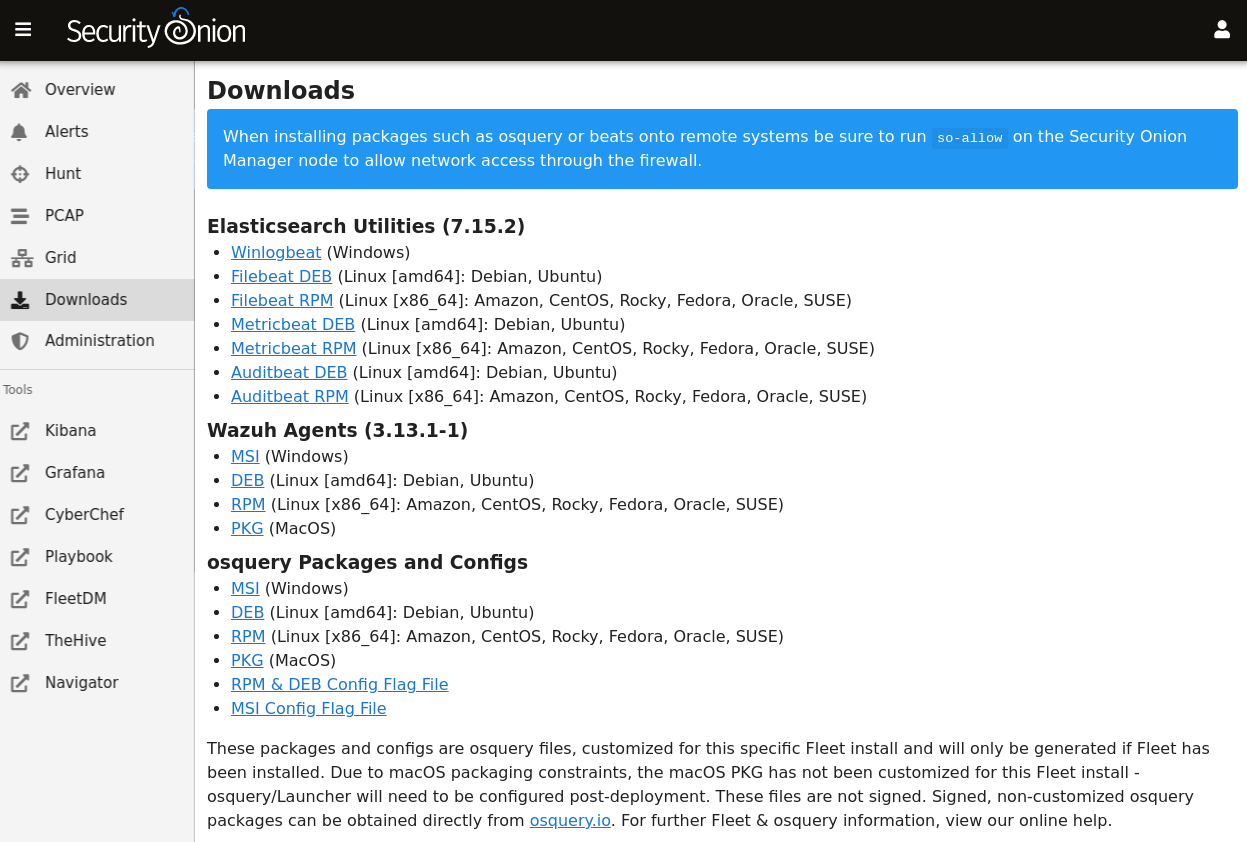 Security Onion
Overview
Alerts
Hunt
PCAP
Grid
Downloads
Administration
Tools
Kibana
Grafana
CyberChef
Playbook
FleetDM
TheHive
Navigator
Downloads
When installing packages such as osquery or beats onto remote systems be sure to run so-allow on the Security Onion
Manager node to allow network access through the firewall.
Elasticsearch Utilities (7.15.2)
Winlogbeat (Windows)
Filebeat DEB (Linux [amd64]: Debian, Ubuntu)
Filebeat RPM (Linux [x86_64]: Amazon, CentOS, Rocky, Fedora, Oracle, SUSE)
Metricbeat DEB (Linux [amd64]: Debian, Ubuntu)
Metricbeat RPM (Linux [x86_64]: Amazon, CentOS, Rocky, Fedora, Oracle, SUSE)
Auditbeat DEB (Linux [amd64]: Debian, Ubuntu)
Auditbeat RPM (Linux [x86_64]: Amazon, CentOS, Rocky, Fedora, Oracle, SUSE)
Wazuh Agents (3.13.1-1)
MSI (Windows)
DEB (Linux [amd64]: Debian, Ubuntu)
RPM (Linux [x86_64]: Amazon, CentOS, Rocky, Fedora, Oracle, SUSE)
PKG (MacOS)
osquery Packages and Configs
MSI (Windows)
DEB (Linux [amd64]: Debian, Ubuntu)
RPM (Linux [x86_64]: Amazon, CentOS, Rocky, Fedora, Oracle, SUSE)
PKG (MacOS)
RPM & DEB Config Flag File
MSI Config Flag File
These packages and configs are osquery files, customized for this specific Fleet install and will only be generated if Fleet has
been installed. Due to macOS packaging constraints, the macOS PKG has not been customized for this Fleet install -
osquery/Launcher will need to be configured post-deployment. These files are not signed. Signed, non-customized osquery
packages can be obtained directly from osquery.io. For further Fleet & osquery information, view our online help.